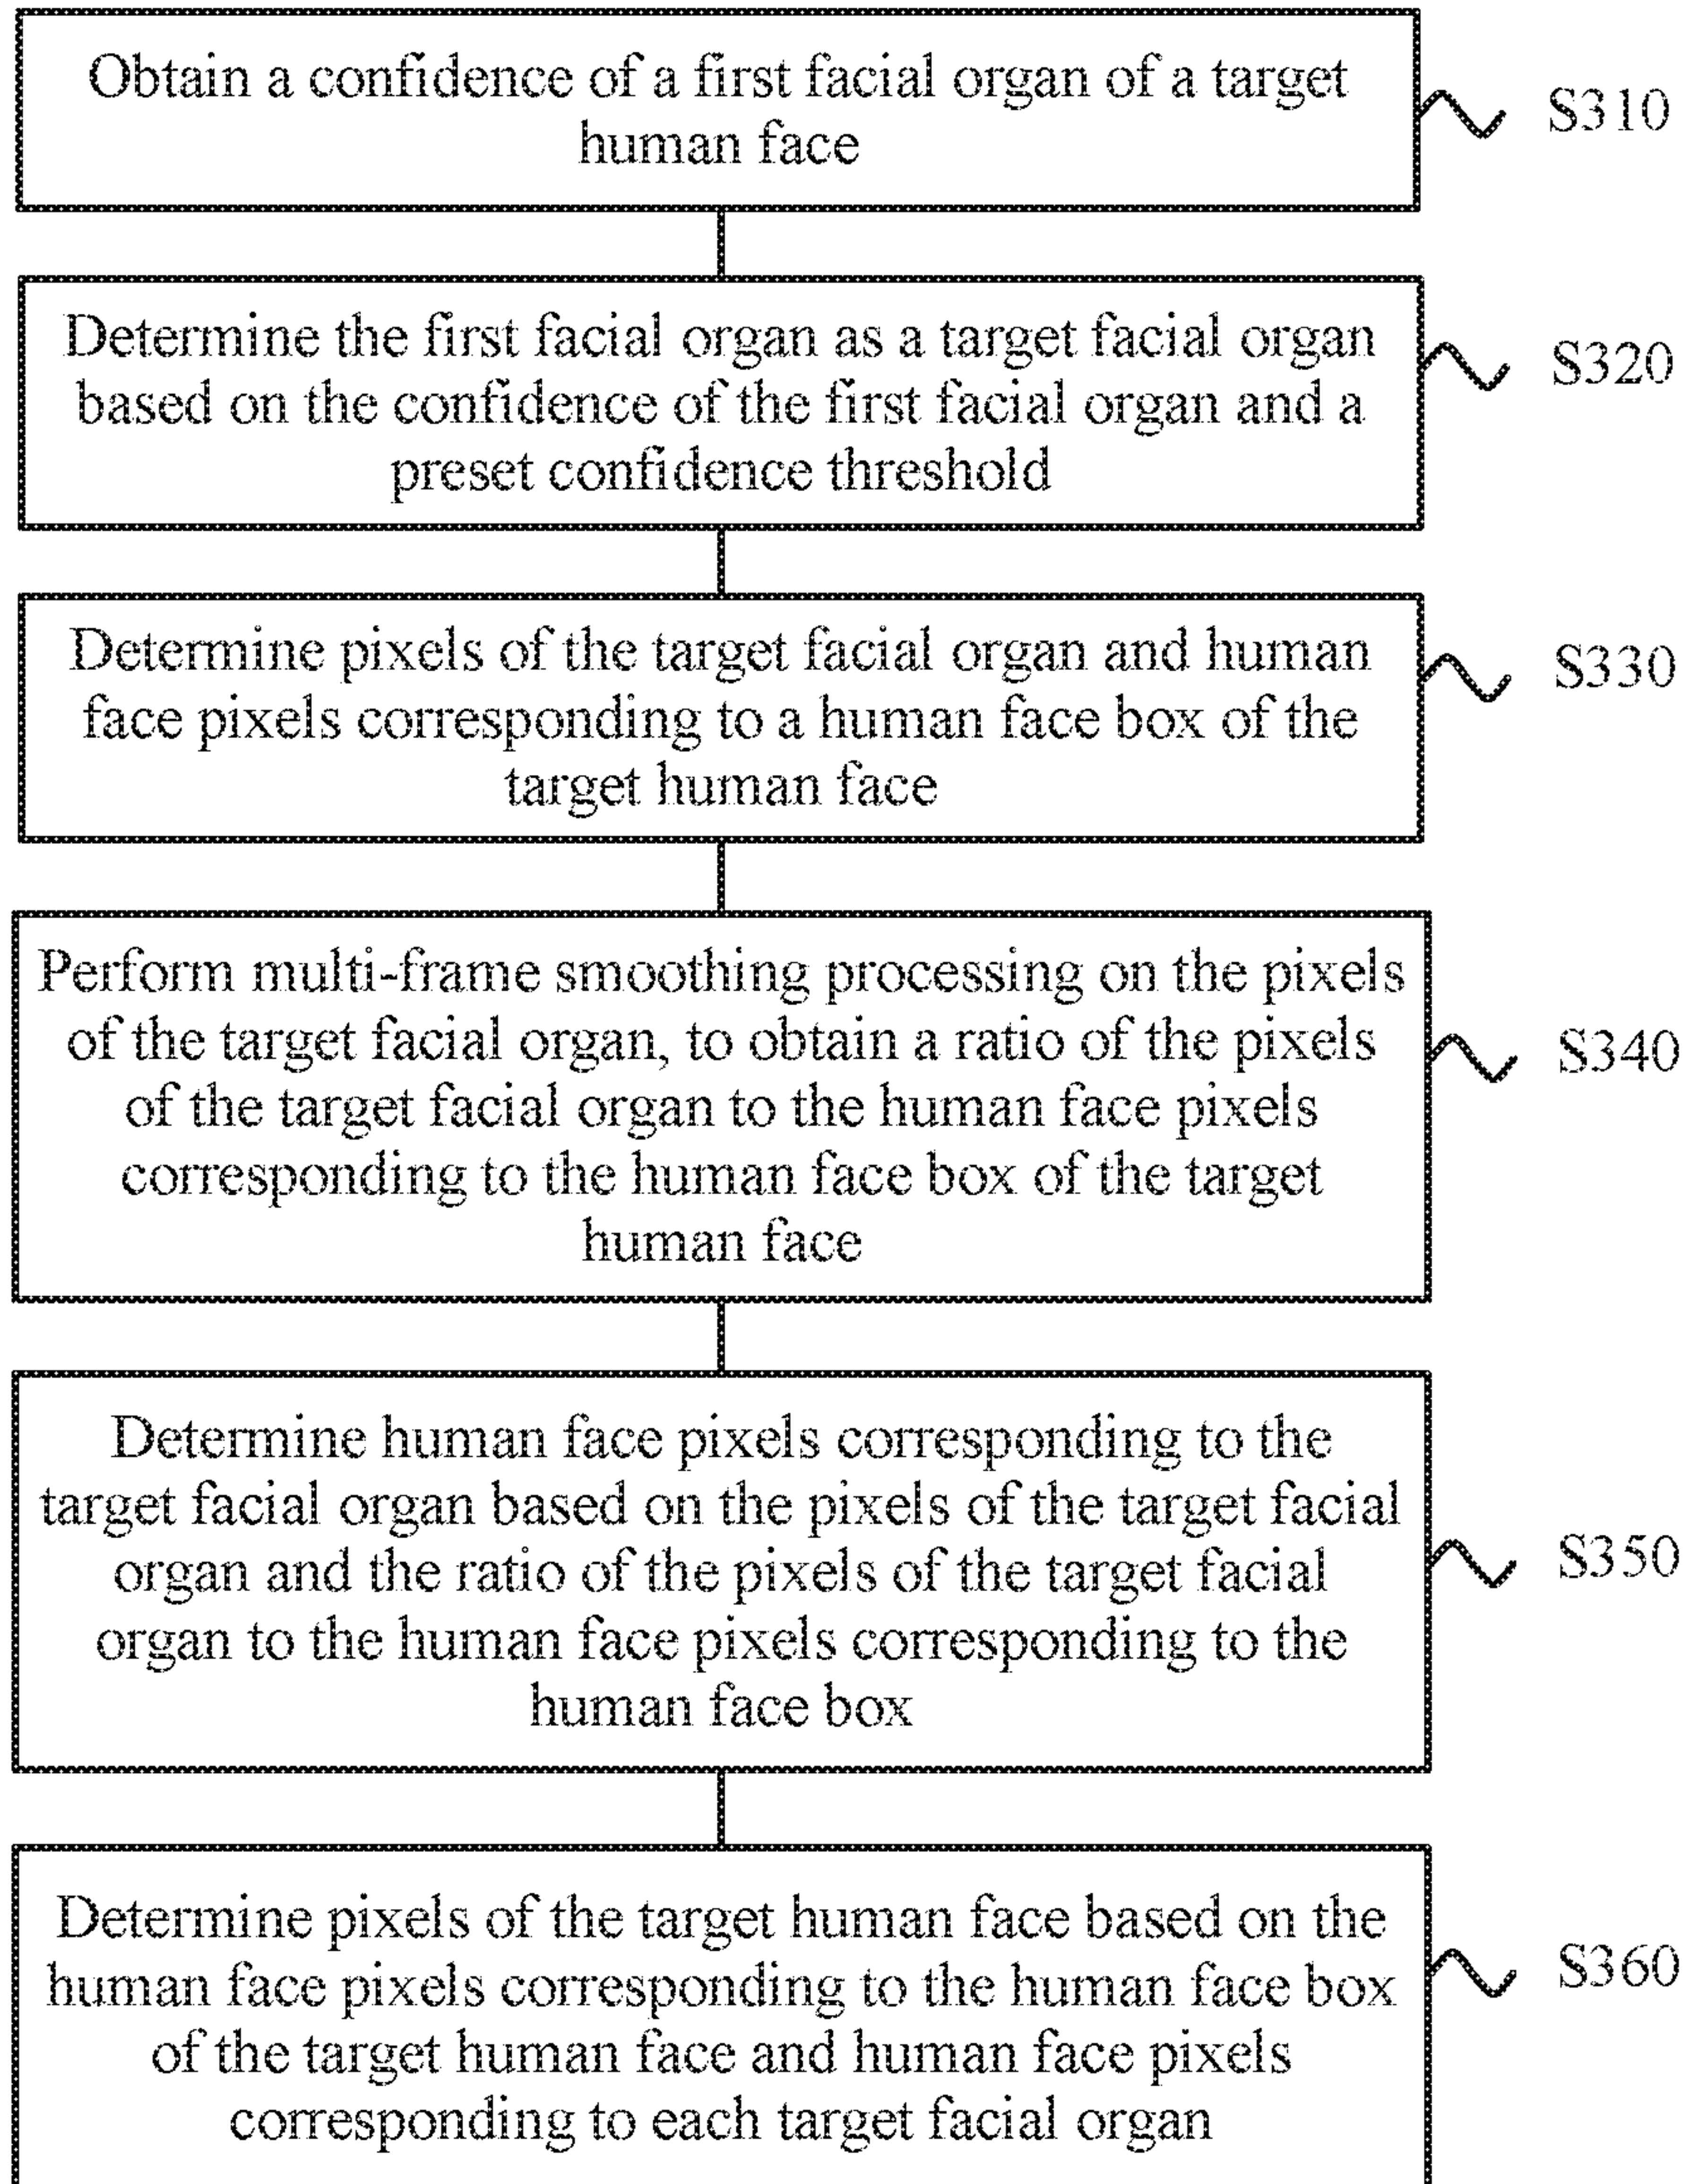 Obtain a confidence of a first facial organ of a target
human face
S310
Determine the first facial organ as a target facial organ
based on the confidence of the first facial organ and a
preset confidence threshold
S320
Determine pixels of the target facial organ and human
face pixels corresponding to a human face box of the
target human face
S330
Perform multi-frame smoothing processing on the pixels
of the target facial organ, to obtain a ratio of the pixels
of the target facial organ to the human face pixels
corresponding to the human face box of the target
human face
S340
Determine human face pixels corresponding to the
target facial organ based on the pixels of the target facial
organ and the ratio of the pixels of the target facial
organ to the human face pixels corresponding to the
human face box
S350
Determine pixels of the target human face based on the
human face pixels corresponding to the human face box
of the target human face and human face pixels
corresponding to each target facial organ
S360